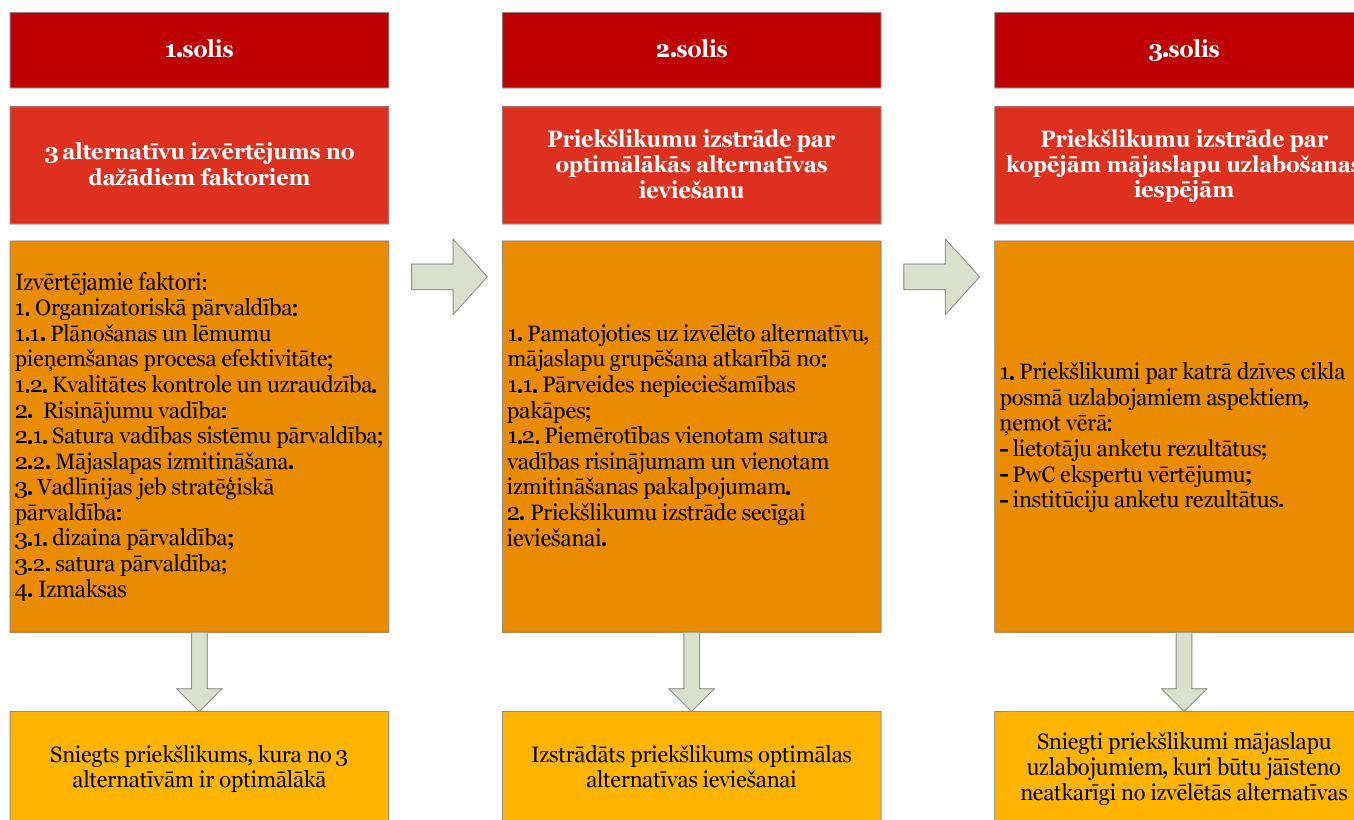 1.solis
3 alternatīvu izvērtējums no
dažādiem faktoriem
Izvērtējamie faktori:
1. Organizatoriskā pārvaldība:
1.1. Plānošanas un lēmumu
pieņemšanas procesa efektivitāte;
1.2. Kvalitātes kontrole un uzraudzība.
2. Risinājumu vadība:
2.1. Satura vadības sistēmu pārvaldība;
2.2. Mājaslapas izmitināšana.
3. Vadlīnijas jeb stratēģiskā
pārvaldība:
3.1. dizaina pārvaldība;
3.2. satura pārvaldība;
4. Izmaksas
Sniegts priekšlikums, kura no 3
alternatīvām ir optimālākā
2.solis
Priekšlikumu izstrāde par
optimālākās alternatīvas
ieviešanu
1. Pamatojoties uz izvēlēto alternatīvu,
mājaslapu grupēšana atkarībā no:
1.1. Pārveides nepieciešamības
pakāpes;
1.2. Piemērotības vienotam satura
vadības risinājumam un vienotam
izmitināšanas pakalpojumam.
2. Priekšlikumu izstrāde secīgai
ieviešanai.
Izstrādāts priekšlikums optimālas
alternatīvas ieviešanai
3.solis
Priekšlikumu izstrāde par
kopējām mājaslapu uzlabošanas
iespējām
1. Priekšlikumi par katrā dzīves cikla
posmā uzlabojamiem aspektiem,
ņemot vērā:
- lietotāju anketu rezultātus;
- PwC ekspertu vērtējumu;
- institūciju anketu rezultātus.
Sniegti priekšlikumi mājaslapu
uzlabojumiem, kuri būtu jāīsteno
neatkarīgi no izvēlētās alternatīvas